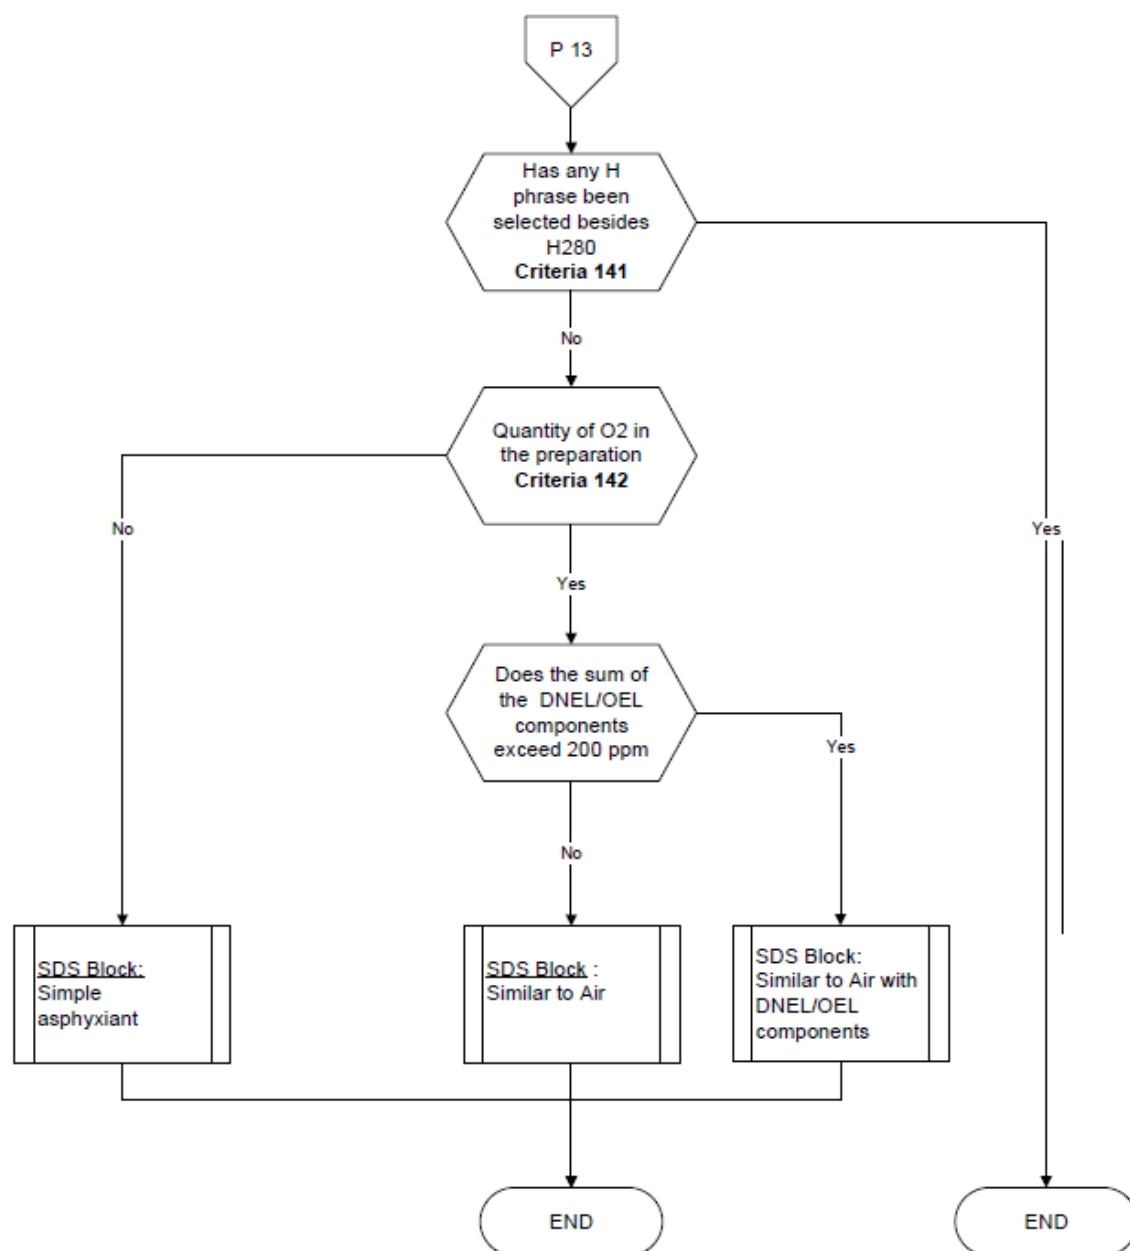 P 13
Has any H
phrase been
selected besides
H280
Criteria 141
No
Quantity of O2 in
the preparation
Criteria 142
No
Yes
Yes
Does the sum of
the DNEL/OEL
components
exceed 200 ppm
Yes
No
SDS Block:
Simple
asphyxiant
SDS Block :
Similar to Air
SDS Block:
Similar to Air with
DNEL/OEL
components
END
END